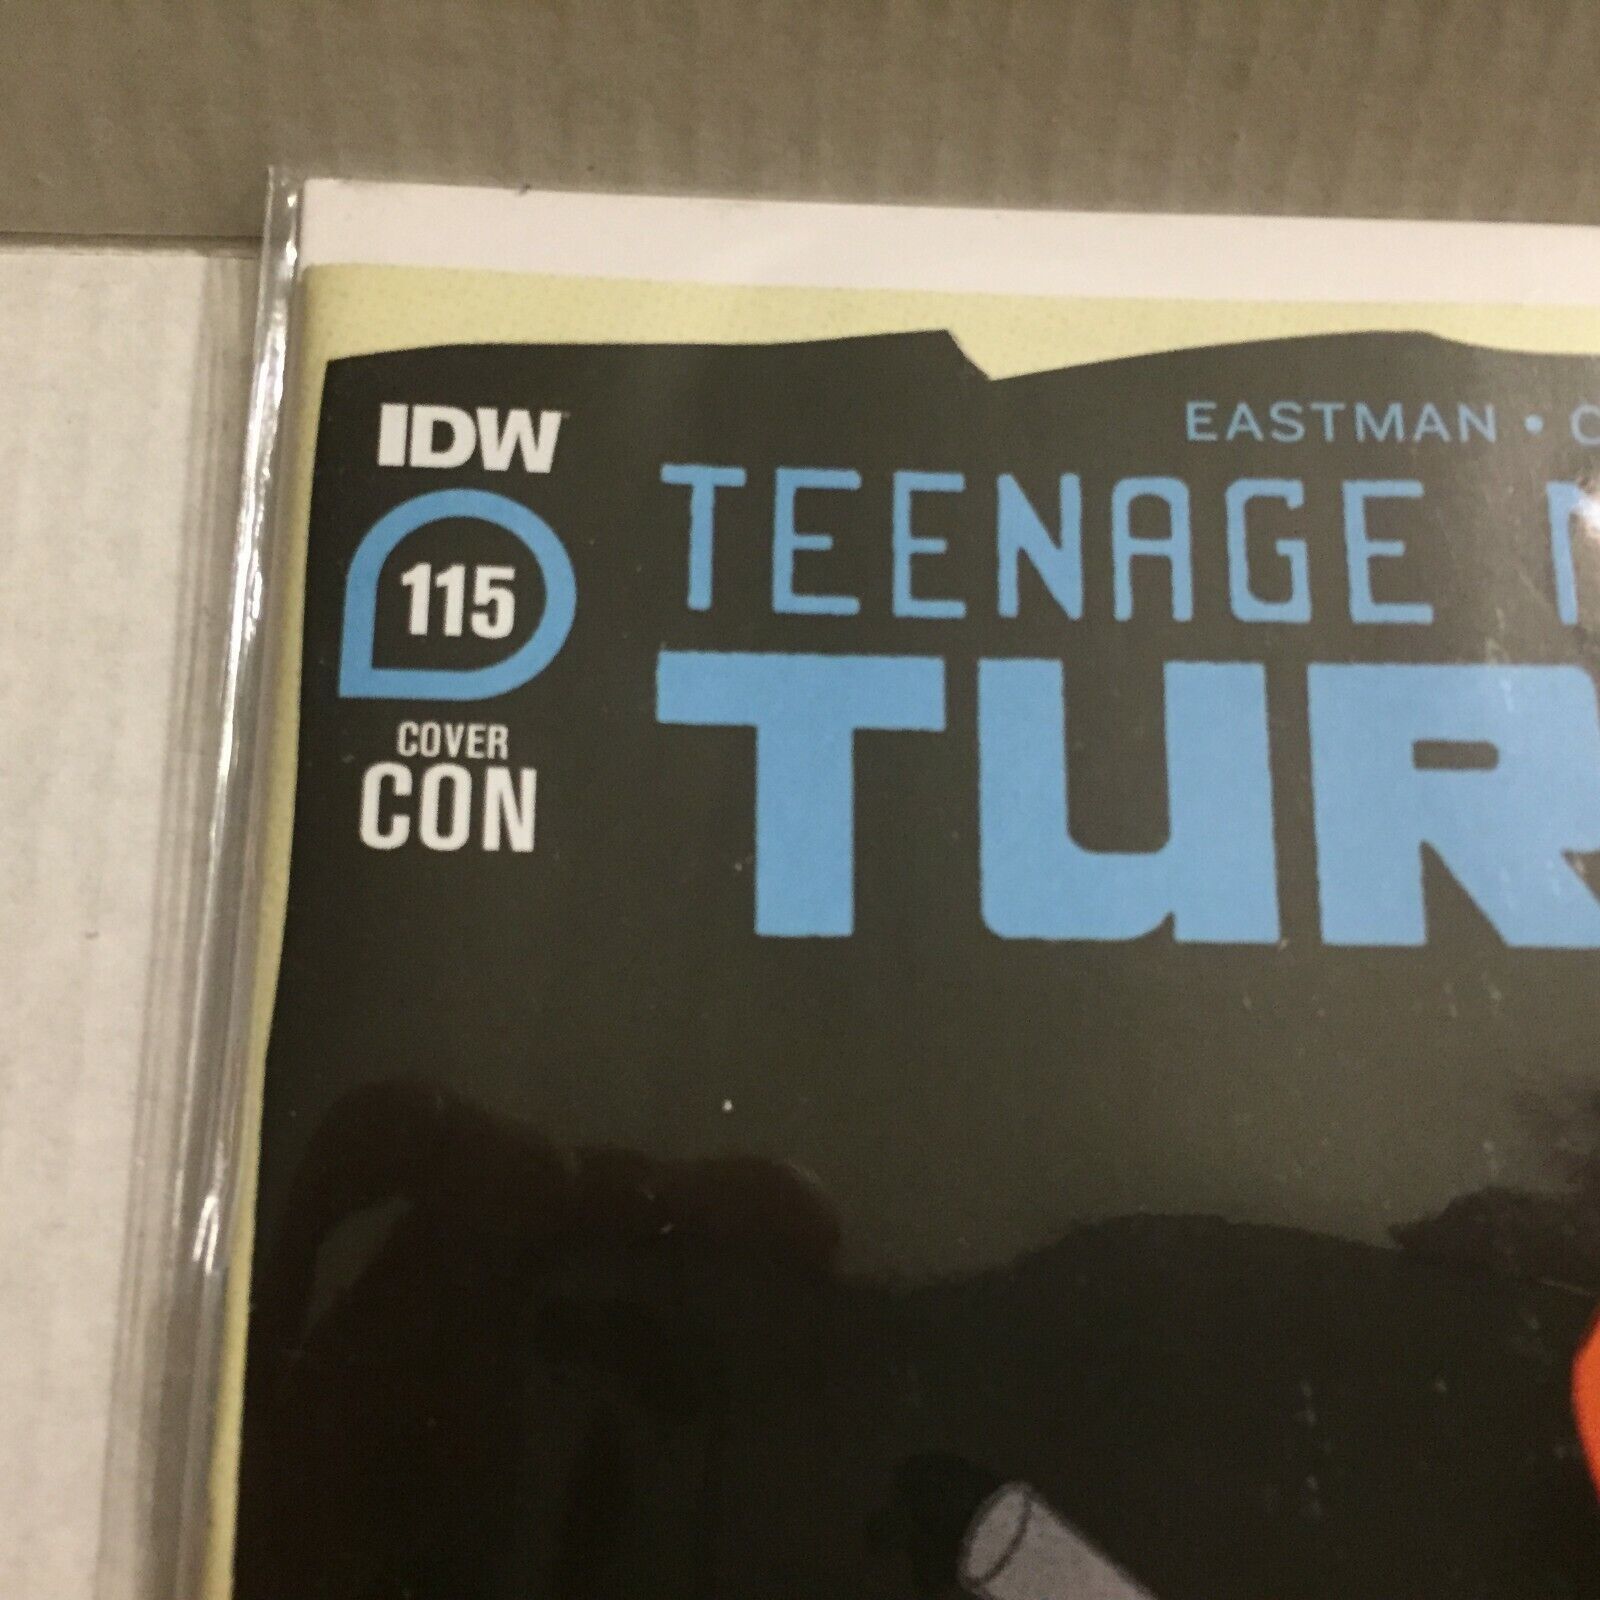 IDW
115
COVER
CON
EASTMAN •
TEENAGE
TUR